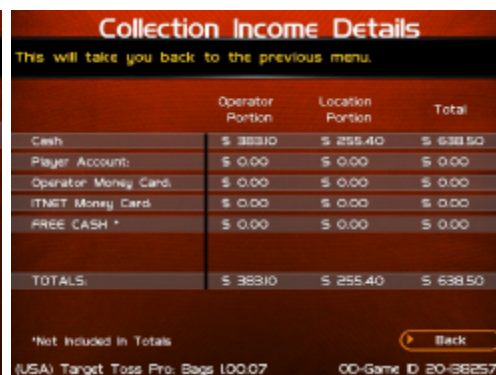 Collection Income Details
This will take you back to the previous menu.
Operator Portion Location Portion Total
Cash $ 383.10 $ 255.40 $ 638.50
Player Account: $ 0.00 $ 0.00 $ 0.00
Operator Money Card: $ 0.00 $ 0.00 $ 0.00
ITNET Money Card: $ 0.00 $ 0.00 $ 0.00
FREE CASH * $ 0.00 $ 0.00 $ 0.00
TOTALS: $ 383.10 $ 255.40 $ 638.50
*Not Included In Totals
Back
(USA) Target Toss Pro: Bags 1.00.07 OD-Game ID 20-38257